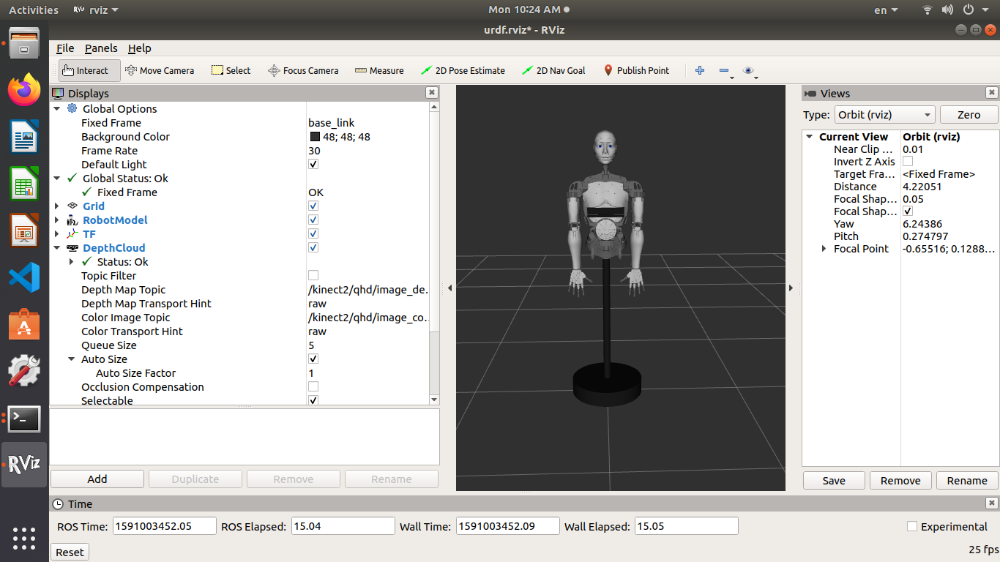 Activities rviz Mon 10:24 AM en
urdf.rviz* - RViz
File Panels Help
Interact Move Camera Select Focus Camera Measure 2D Pose Estimate 2D Nav Goal Publish Point
Displays
Global Options
Fixed Frame base_link
Background Color 48; 48; 48
Frame Rate 30
Default Light
Global Status: Ok
Fixed Frame OK
Grid
RobotModel
TF
DepthCloud
Status: Ok
Topic Filter
Depth Map Topic /kinect2/qhd/image_de...
Depth Map Transport Hint raw
Color Image Topic /kinect2/qhd/image_co...
Color Transport Hint raw
Queue Size 5
Auto Size
Auto Size Factor 1
Occlusion Compensation
Selectable
Add Duplicate Remove Rename
Views
Type: Orbit (rviz) Zero
Current View Orbit (rviz)
Near Clip ... 0.01
Invert Z Axis
Target Fra... <Fixed Frame>
Distance 4.22051
Focal Shap... 0.05
Focal Shap...
Yaw 6.24386
Pitch 0.274797
Focal Point -0.65516; 0.1288...
Save Remove Rename
RViz
Time
ROS Time: 1591003452.05 ROS Elapsed: 15.04 Wall Time: 1591003452.09 Wall Elapsed: 15.05 Experimental
Reset 25 fps